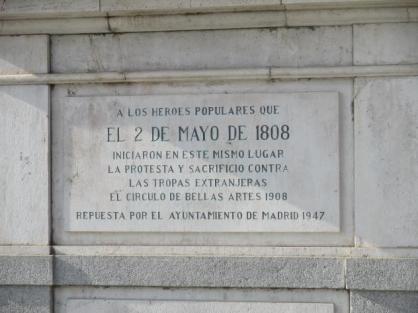 A LOS HEROES POPULARES QUE
EL 2 DE MAYO DE 1808
INICIARON EN ESTE MISMO LUGAR
LA PROTESTA Y SACRIFICIO CONTRA
LAS TROPAS EXTRANJERAS
EL CIRCULO DE BELLAS ARTES 1908
REPUESTA POR EL AYUNTAMIENTO DE MADRID 1947